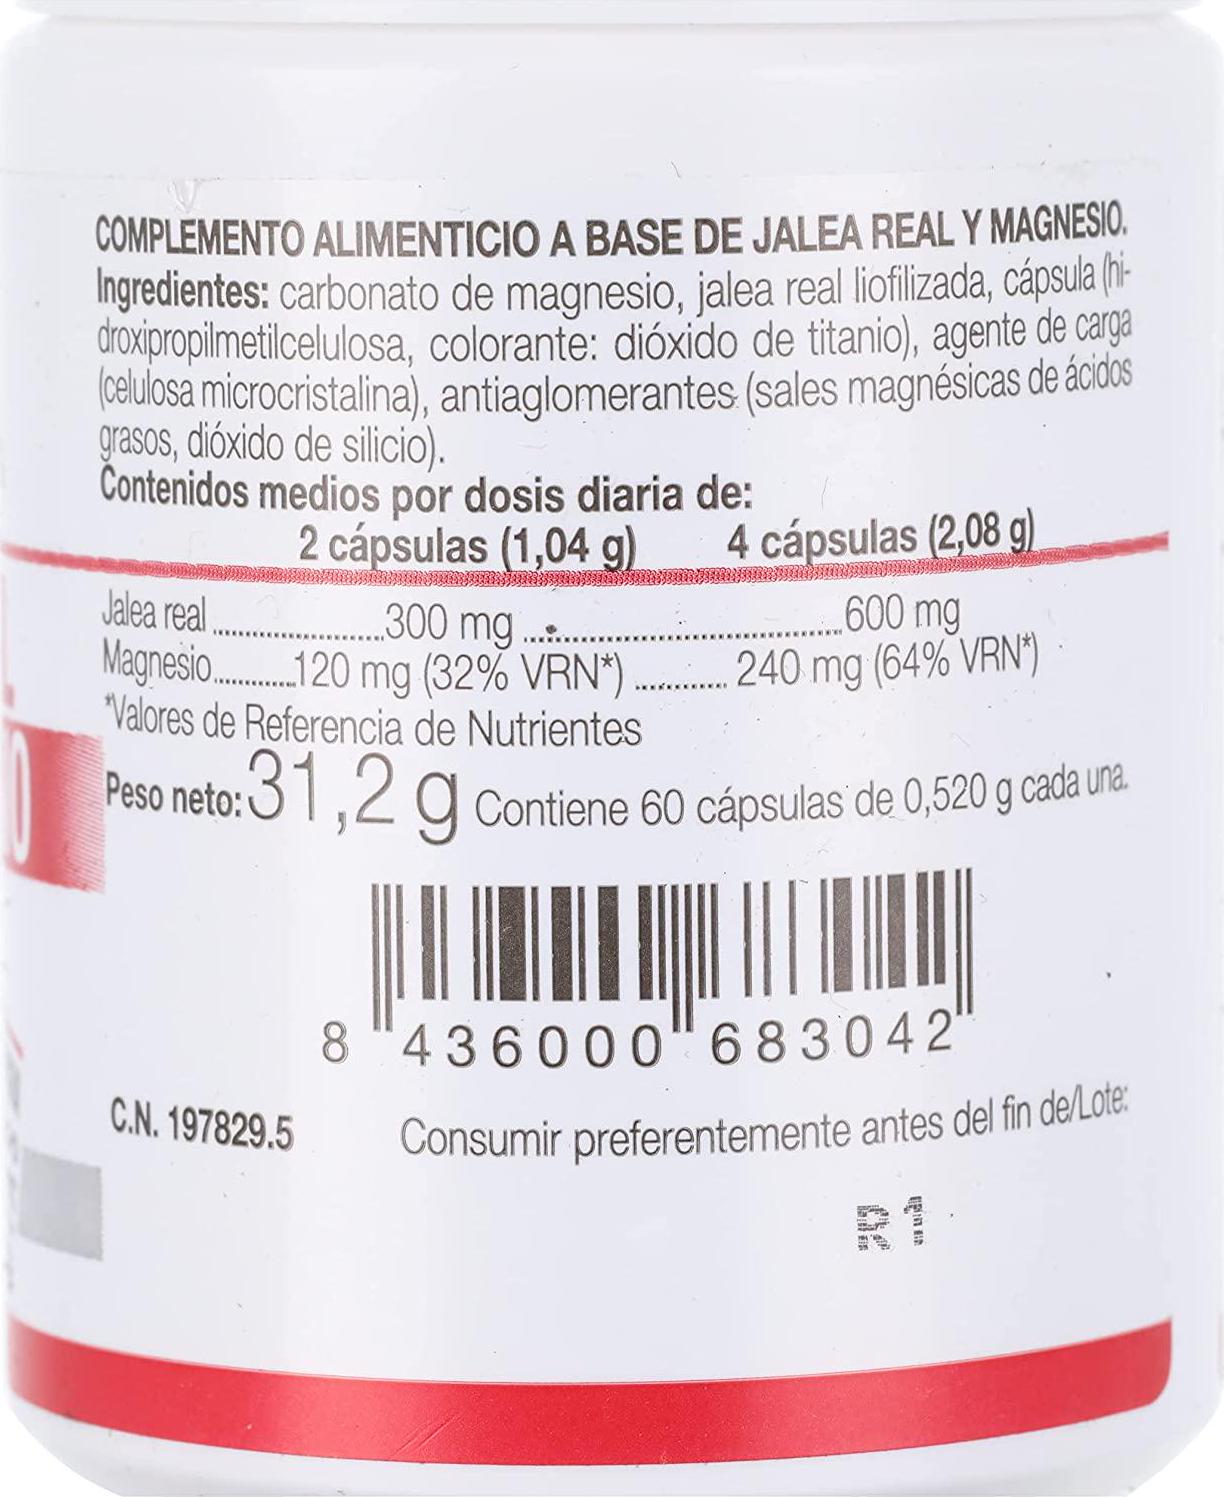 COMPLEMENTO ALIMENTICIO A BASE DE JALEA REAL Y MAGNESIO.
Ingredientes: carbonato de magnesio, jalea real liofilizada, cápsula (hi-
droxipropilmetilcelulosa, colorante: dióxido de titanio), agente de carga
(celulosa microcristalina), antiaglomerantes (sales magnésicas de ácidos
grasos, dióxido de silicio).
Contenidos medios por dosis diaria de:
2 cápsulas (1,04 g) 4 cápsulas (2,08 g)
Jalea real ..................300 mg ..................................600 mg
Magnesio............120 mg (32% VRN*) ............ 240 mg (64% VRN*)
*Valores de Referencia de Nutrientes
Peso neto: 31,2 g Contiene 60 cápsulas de 0,520 g cada una.
8 436000 683042
C.N. 197829.5 Consumir preferentemente antes del fin de/Lote:
R1